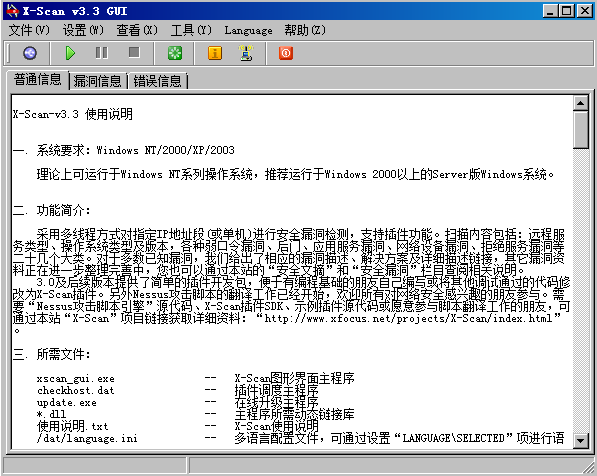 X-Scan v3.3 GUI
文件(V) 设置(W) 查看(X) 工具(Y) Language 帮助(Z)
普通信息 漏洞信息 错误信息
X-Scan-v3.3 使用说明
一. 系统要求：Windows NT/2000/XP/2003
理论上可运行于Windows NT系列操作系统，推荐运行于Windows 2000以上的Server版Windows系统。
二. 功能简介：
采用多线程方式对指定IP地址段(或单机)进行安全漏洞检测，支持插件功能。扫描内容包括：远程服
务类型、操作系统类型及版本，各种弱口令漏洞、后门、应用服务漏洞、网络设备漏洞、拒绝服务漏洞等
二十几个大类。对于多数已知漏洞，我们给出了相应的漏洞描述、解决方案及详细描述链接，其它漏洞资
料正在进一步整理完善中，您也可以通过本站的“安全文摘”和“安全漏洞”栏目查阅相关说明。
3.0及后续版本提供了简单的插件开发包，便于有编程基础的朋友自己编写或将其他调试通过的代码修
改为X-Scan插件。另外Nessus攻击脚本的翻译工作已经开始，欢迎所有对网络安全感兴趣的朋友参与。需
要“Nessus攻击脚本引擎”源代码、X-Scan插件SDK、示例插件源代码或愿意参与脚本翻译工作的朋友，可
通过本站“X-Scan”项目链接获取详细资料：“http://www.xfocus.net/projects/X-Scan/index.html”
。
三. 所需文件：
xscan_gui.exe -- X-Scan图形界面主程序
checkhost.dat -- 插件调度主程序
update.exe -- 在线升级主程序
*.dll -- 主程序所需动态链接库
使用说明.txt -- X-Scan使用说明
/dat/language.ini -- 多语言配置文件，可通过设置“LANGUAGE\SELECTED”项进行语